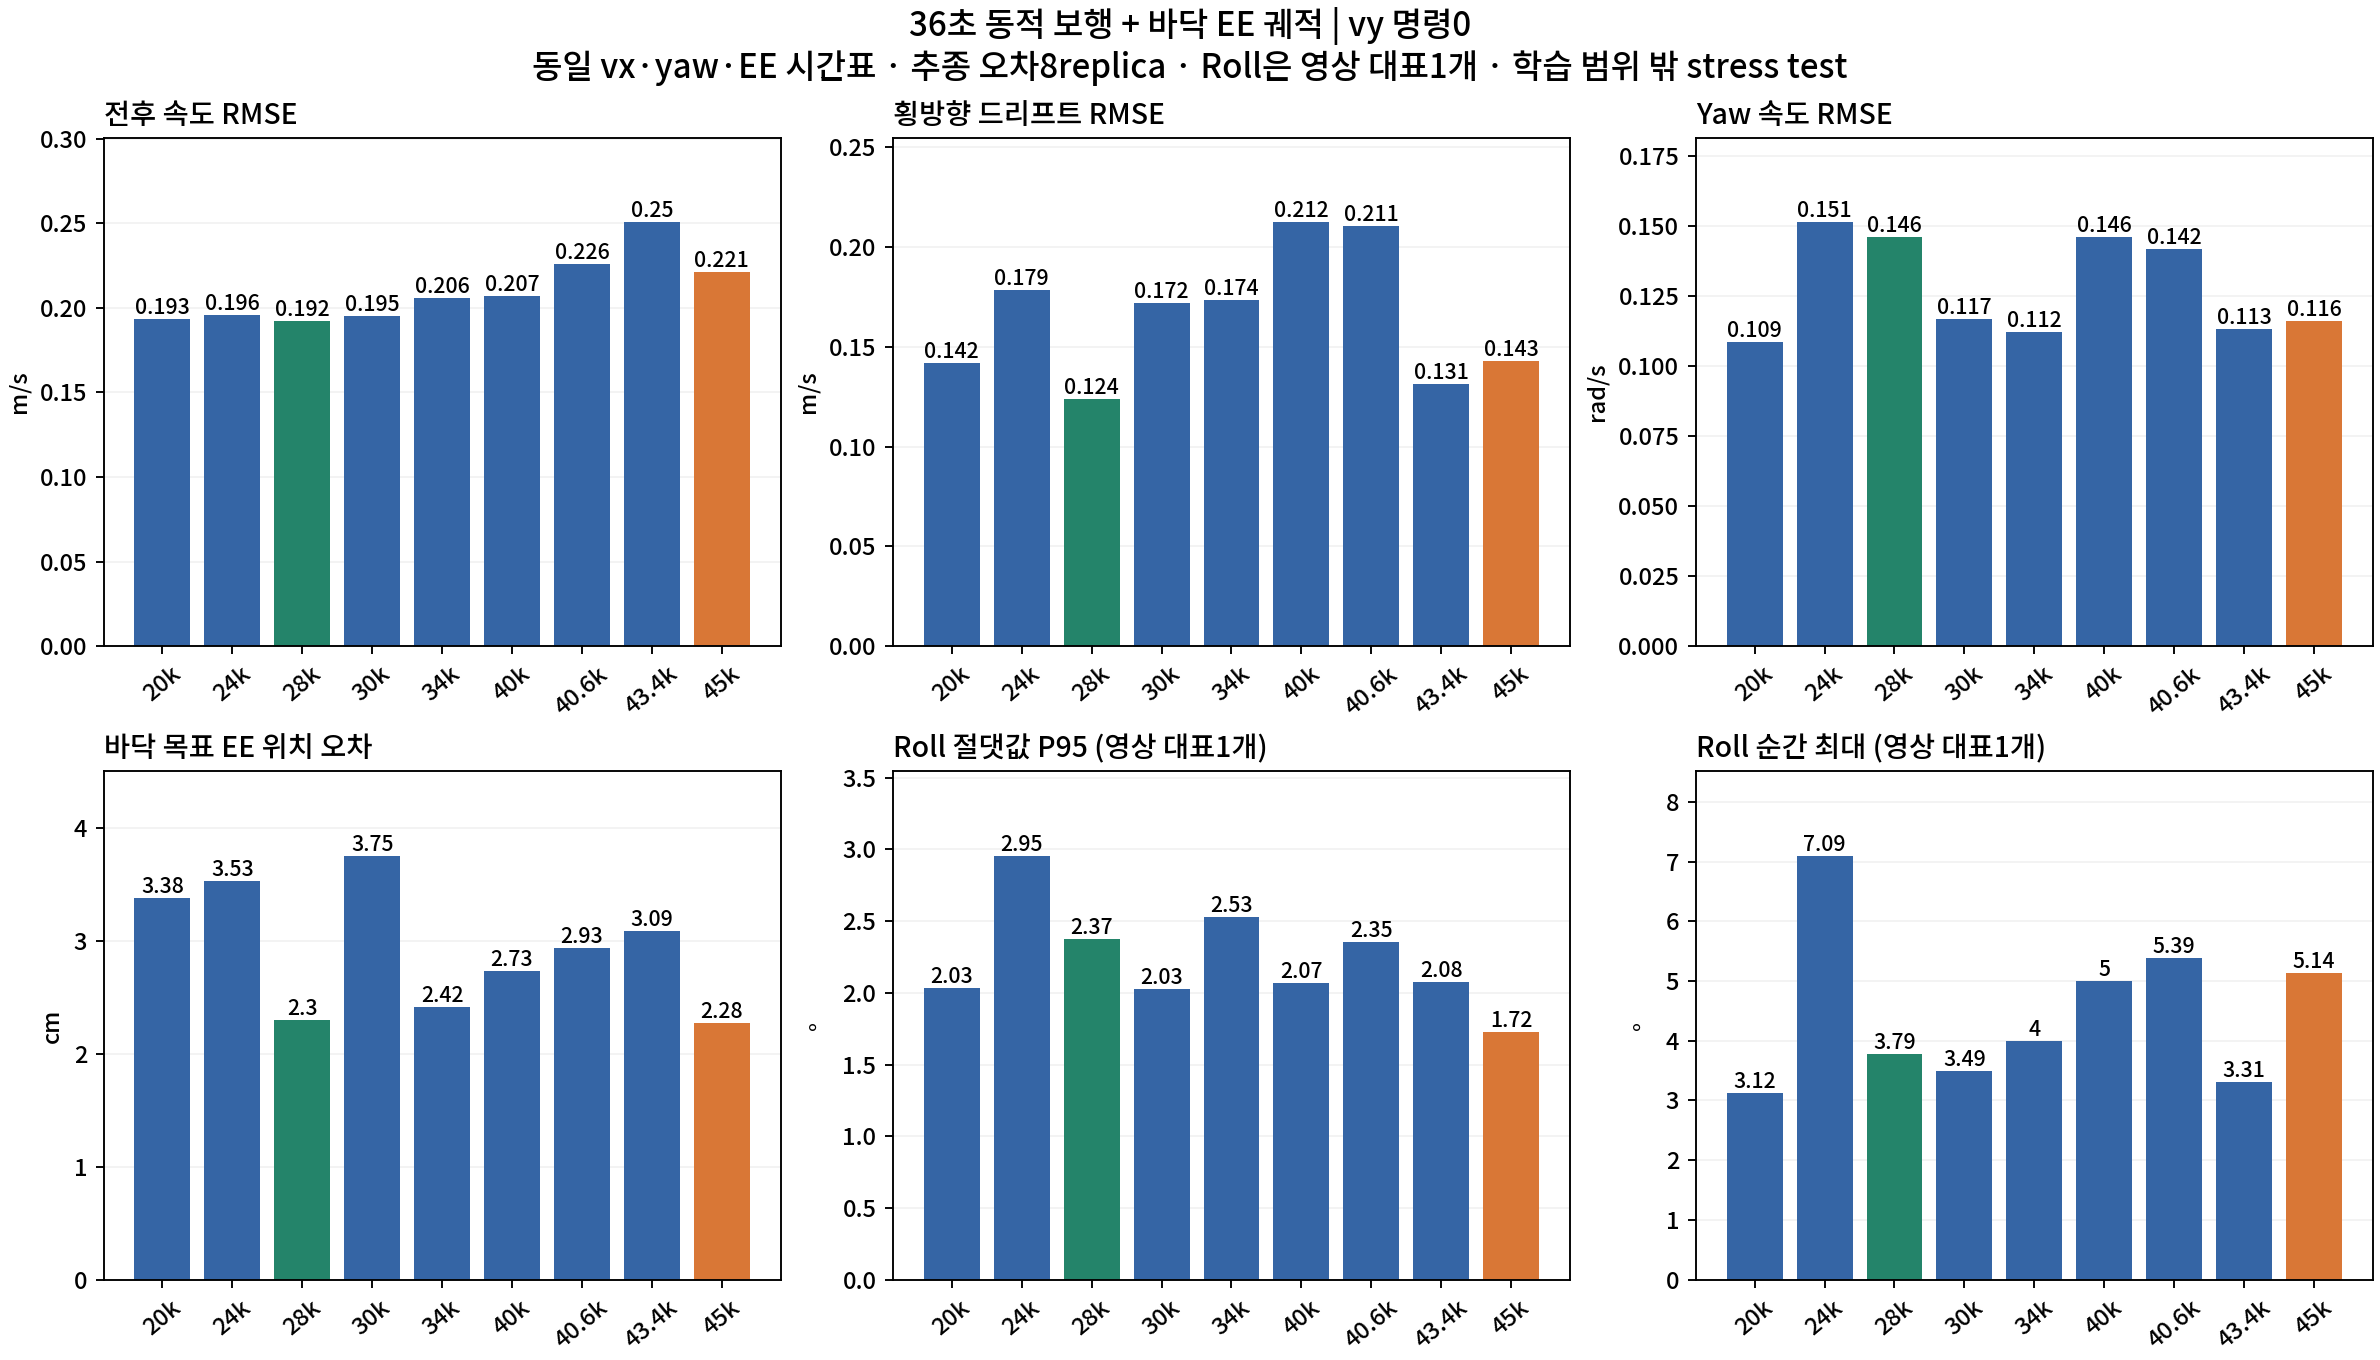 36초 동적 보행 + 바닥 EE 궤적 | vy 명령0
동일 vx·yaw·EE 시간표 · 추종 오차8replica · Roll은 영상 대표1개 · 학습 범위 밖 stress test
전후 속도 RMSE
0.30
0.25
0.20
0.15
0.10
0.05
0.00
m/s
0.193
0.196
0.192
0.195
0.206
0.207
0.226
0.25
0.221
20k
24k
28k
30k
34k
40k
40.6k
43.4k
45k
횡방향 드리프트 RMSE
0.25
0.20
0.15
0.10
0.05
0.00
m/s
0.142
0.179
0.124
0.172
0.174
0.212
0.211
0.131
0.143
20k
24k
28k
30k
34k
40k
40.6k
43.4k
45k
Yaw 속도 RMSE
0.175
0.150
0.125
0.100
0.075
0.050
0.025
0.000
rad/s
0.109
0.151
0.146
0.117
0.112
0.146
0.142
0.113
0.116
20k
24k
28k
30k
34k
40k
40.6k
43.4k
45k
바닥 목표 EE 위치 오차
4
3
2
1
0
cm
3.38
3.53
2.3
3.75
2.42
2.73
2.93
3.09
2.28
20k
24k
28k
30k
34k
40k
40.6k
43.4k
45k
Roll 절댓값 P95 (영상 대표1개)
3.5
3.0
2.5
2.0
1.5
1.0
0.5
0.0
°
2.03
2.95
2.37
2.03
2.53
2.07
2.35
2.08
1.72
20k
24k
28k
30k
34k
40k
40.6k
43.4k
45k
Roll 순간 최대 (영상 대표1개)
8
7
6
5
4
3
2
1
0
°
3.12
7.09
3.79
3.49
4
5
5.39
3.31
5.14
20k
24k
28k
30k
34k
40k
40.6k
43.4k
45k